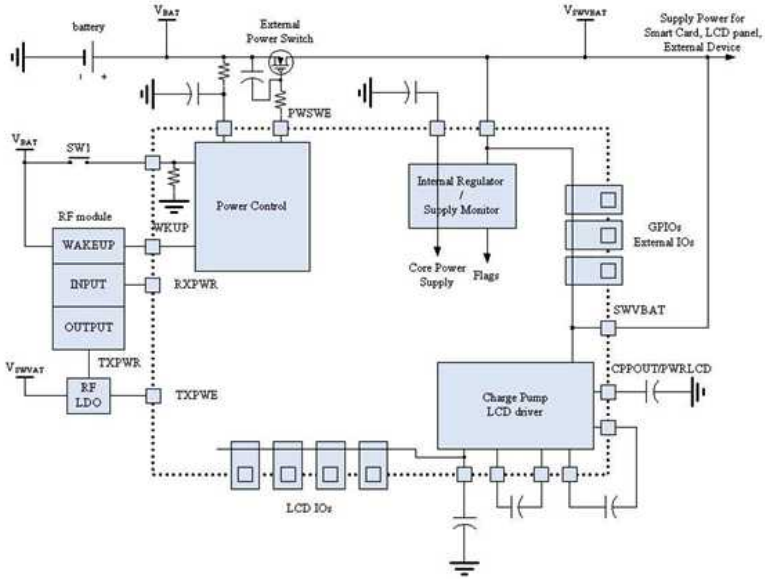 External
Power Switch
VBAT
VSWVBAT
battery
Supply Power for
Smart Card, LCD panel,
External Device
- +
PWSWE
VBAT
SW1
Power Control
Internal Regulator
/
Supply Monitor
RF module
WKUP
WAKEUP
GPIOs
External IOs
Core Power
Supply
Flags
INPUT
RXPWR
SWVBAT
OUTPUT
TXPWR
CPPOUT/PWRLCD
VSWVAT
RF
LDO
TXPWE
Charge Pump
LCD driver
LCD IOs